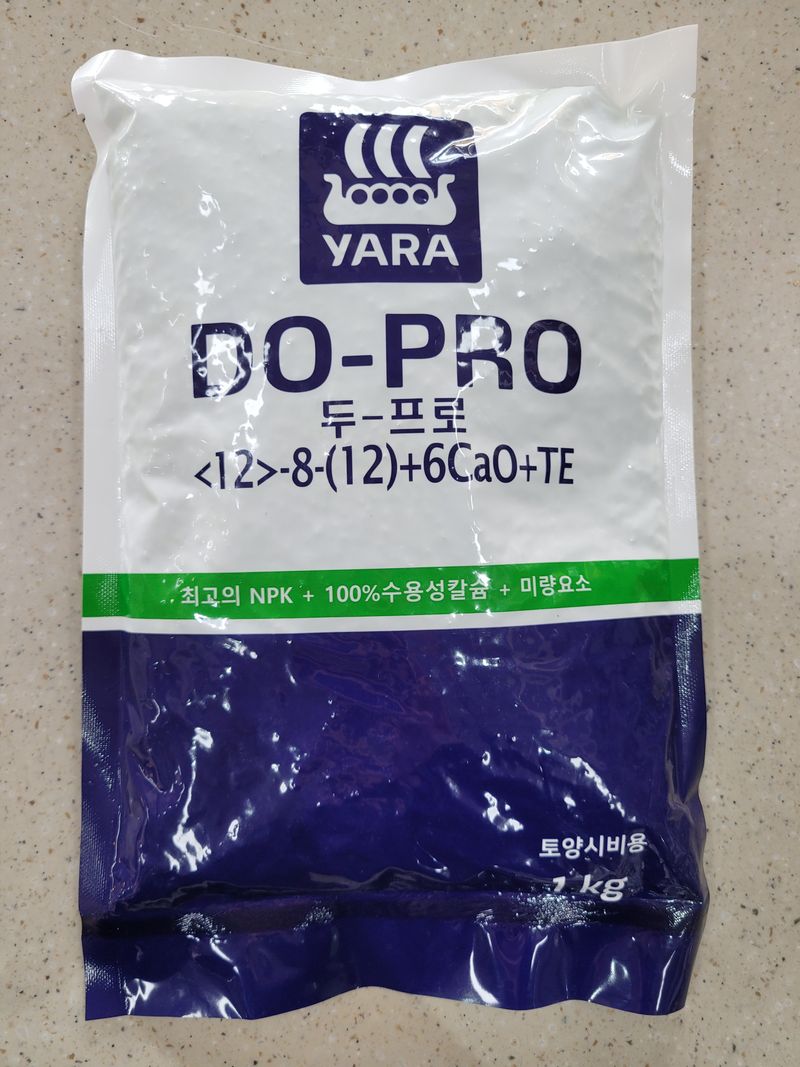 YARA
DO-PRO
두-프로
<12>-8-(12)+6CaO+TE
최고의 NPK + 100%수용성칼슘 + 미량요소
토양시비용
1 kg